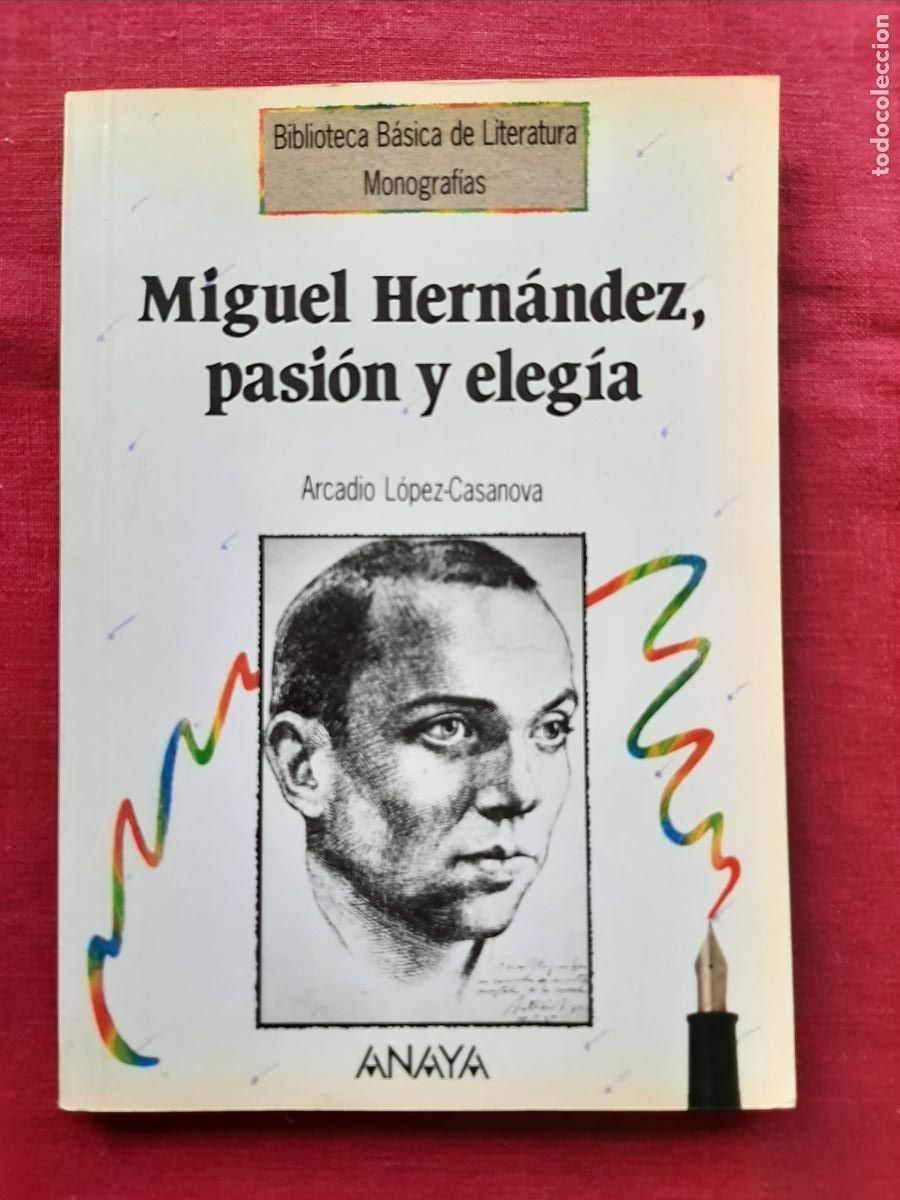 Biblioteca Básica de Literatura
Monografías
Miguel Hernández,
pasión y elegía
Arcadio López-Casanova
ANAYA
todocoleccion